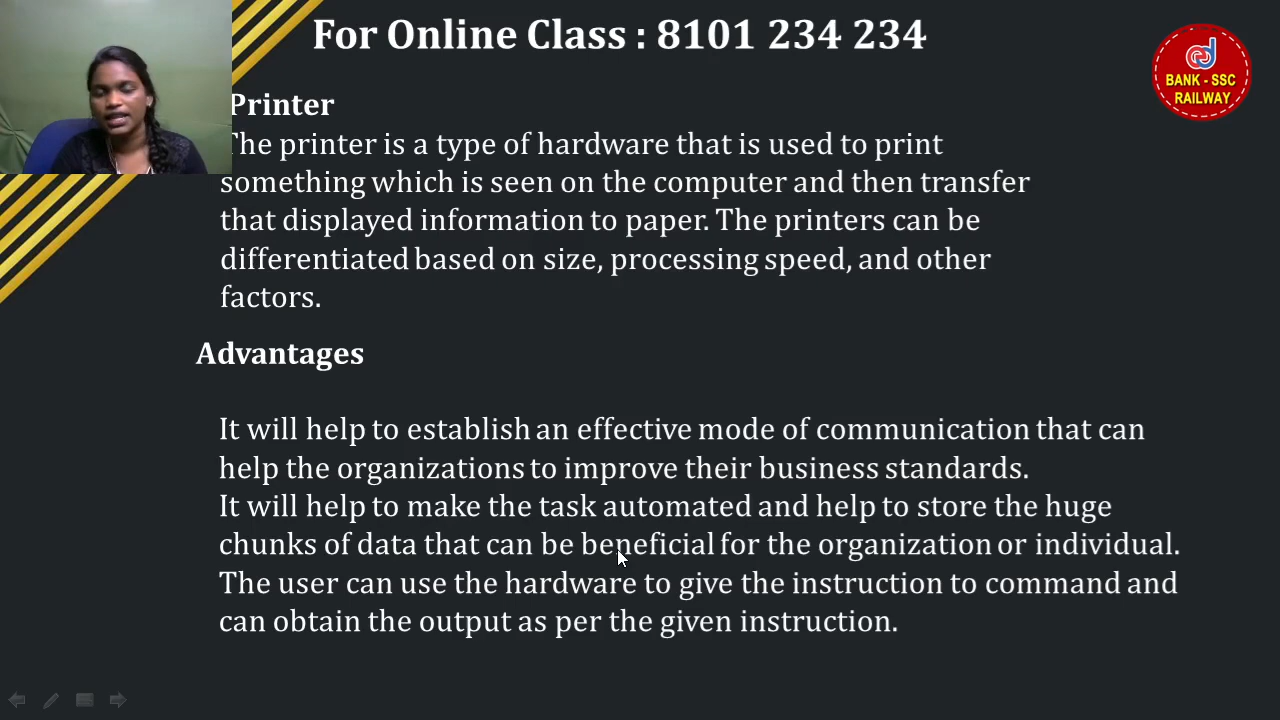 For Online Class : 8101 234 234
BANK - SSC
RAILWAY
Printer
The printer is a type of hardware that is used to print
something which is seen on the computer and then transfer
that displayed information to paper. The printers can be
differentiated based on size, processing speed, and other
factors.
Advantages
It will help to establish an effective mode of communication that can
help the organizations to improve their business standards.
It will help to make the task automated and help to store the huge
chunks of data that can be beneficial for the organization or individual.
The user can use the hardware to give the instruction to command and
can obtain the output as per the given instruction.